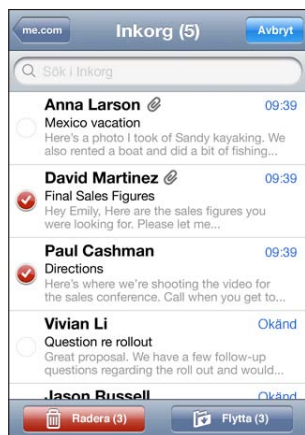 me.com
Inkorg (5)
Avbryt
Sök i Inkorg
Anna Larson 09:39
Mexico vacation
Here's a photo I took of Sandy kayaking. We
also rented a boat and did a bit of fishing...
David Martinez 09:39
Final Sales Figures
Hey Emily, Here are the sales figures you
were looking for. Please let me...
Paul Cashman 09:39
Directions
Here's where we're shooting the video for
the sales conference. Call when you get to...
Vivian Li Okänd
Question re rollout
Great proposal. We have a few follow-up
questions regarding the roll out and would...
Jason Russell Okänd
Radera (3)
Flytta (3)